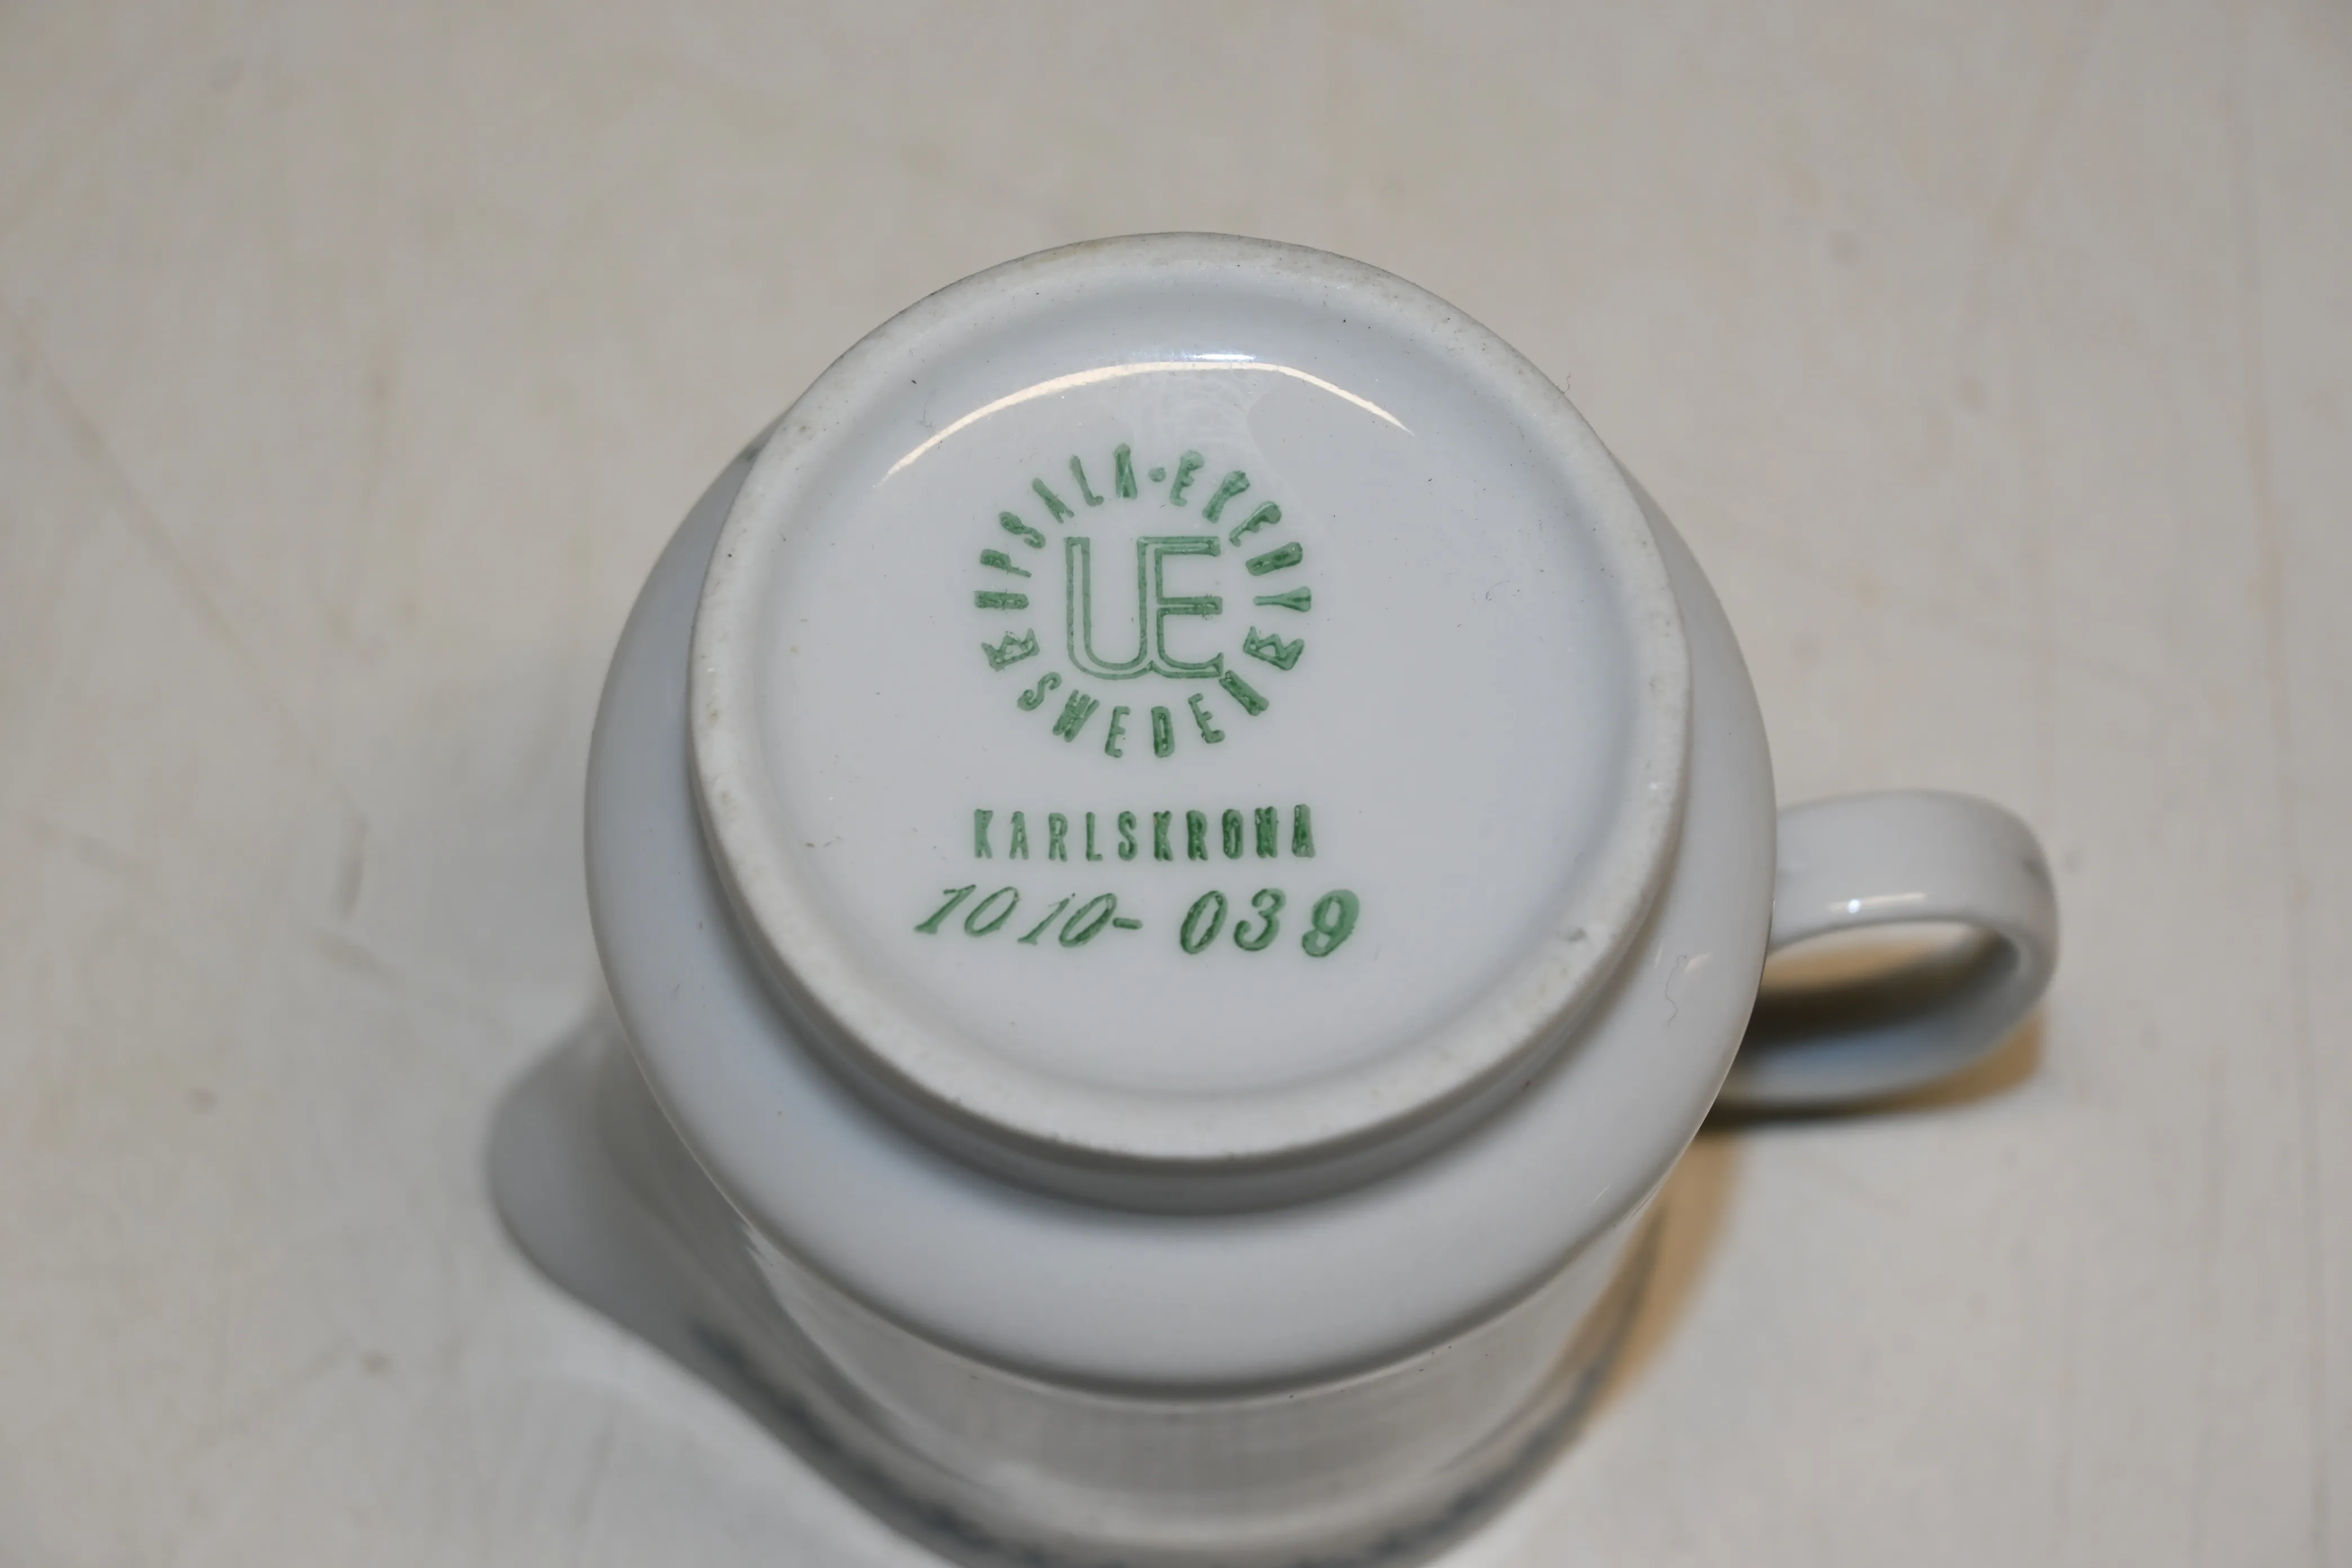 UPSALA·EKEBY
UE
SWEDEN
KARLSKRONA
1010-039